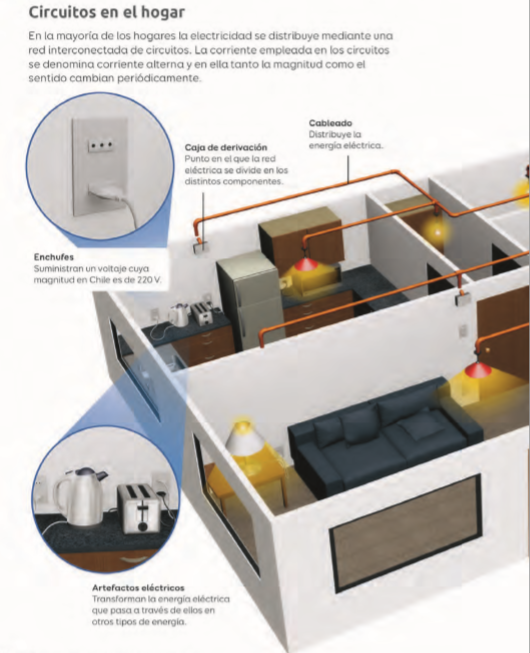 Circuitos en el hogar
En la mayoría de los hogares la electricidad se distribuye mediante una
red interconectada de circuitos. La corriente empleada en los circuitos
se denomina corriente alterna y en ella tanto la magnitud como el
sentido cambian periódicamente.
Cableado
Distribuye la
energía eléctrica.
Caja de derivación
Punto en el que la red
eléctrica se divide en los
distintos componentes.
Enchufes
Suministran un voltaje cuya
magnitud en Chile es de 220 V.
Artefactos eléctricos
Transforman la energía eléctrica
que pasa a través de ellos en
otros tipos de energía.